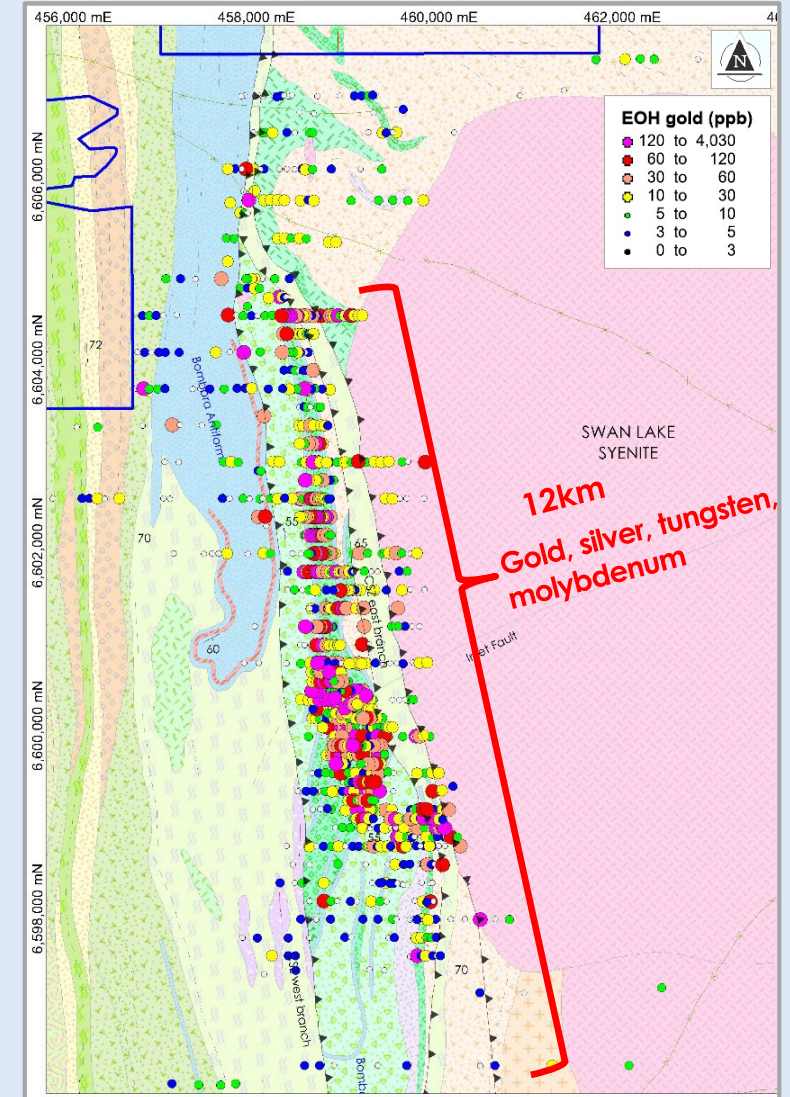 456,000 mE
458,000 mE
460,000 mE
462,000 mE
N
EOH gold (ppb)
120 to 4,030
60 to 120
30 to 60
10 to 30
5 to 10
3 to 5
0 to 3
6,606,000 mN
6,604,000 mN
6,602,000 mN
6,600,000 mN
6,598,000 mN
72
Bombora Antiform
SWAN LAKE
SYENITE
12km
Gold, silver, tungsten,
molybdenum
55
65
70
east branch
60
Inlet Fault
55
70
west branch